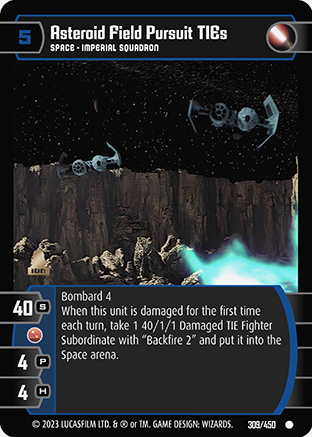 5
Asteroid Field Pursuit TIEs
SPACE - IMPERIAL SQUADRON
Bombard 4
When this unit is damaged for the first time
each turn, take 1 40/1/1 Damaged TIE Fighter
Subordinate with “Backfire 2” and put it into the
Space arena.
40 S
4 P
4 H
© 2023 LUCASFILM LTD. & ® or TM. GAME DESIGN: WIZARDS.
309/450